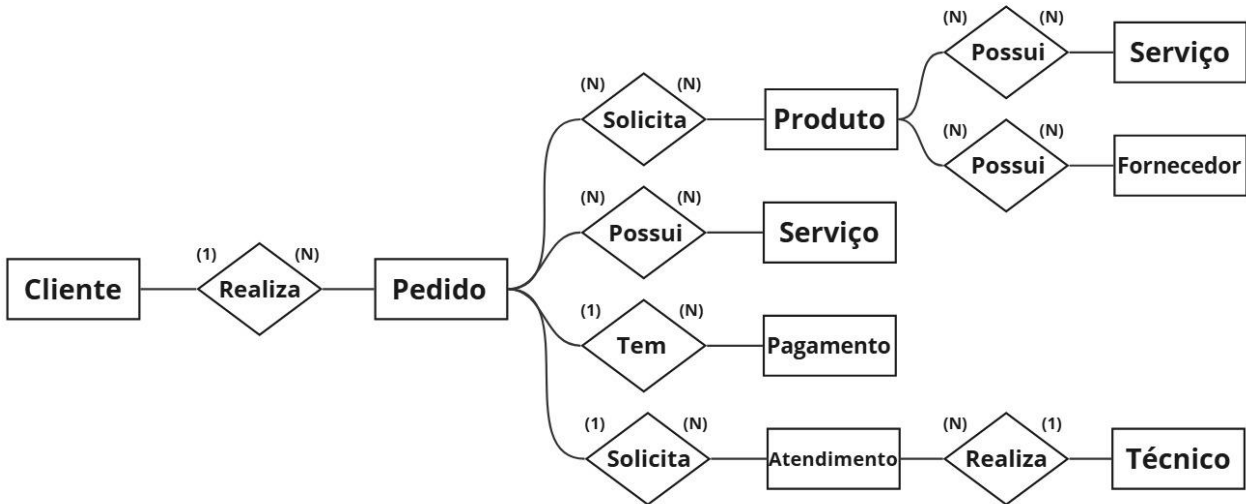 (N) (N)
Possui
Serviço
(N) (N)
Solicita
Produto
(N) (N)
Possui
Fornecedor
(N) (N)
Possui
Serviço
(1) (N)
Cliente
Realiza
Pedido
(1) (N)
Tem
Pagamento
(1) (N)
Solicita
Atendimento
(N) (1)
Realiza
Técnico